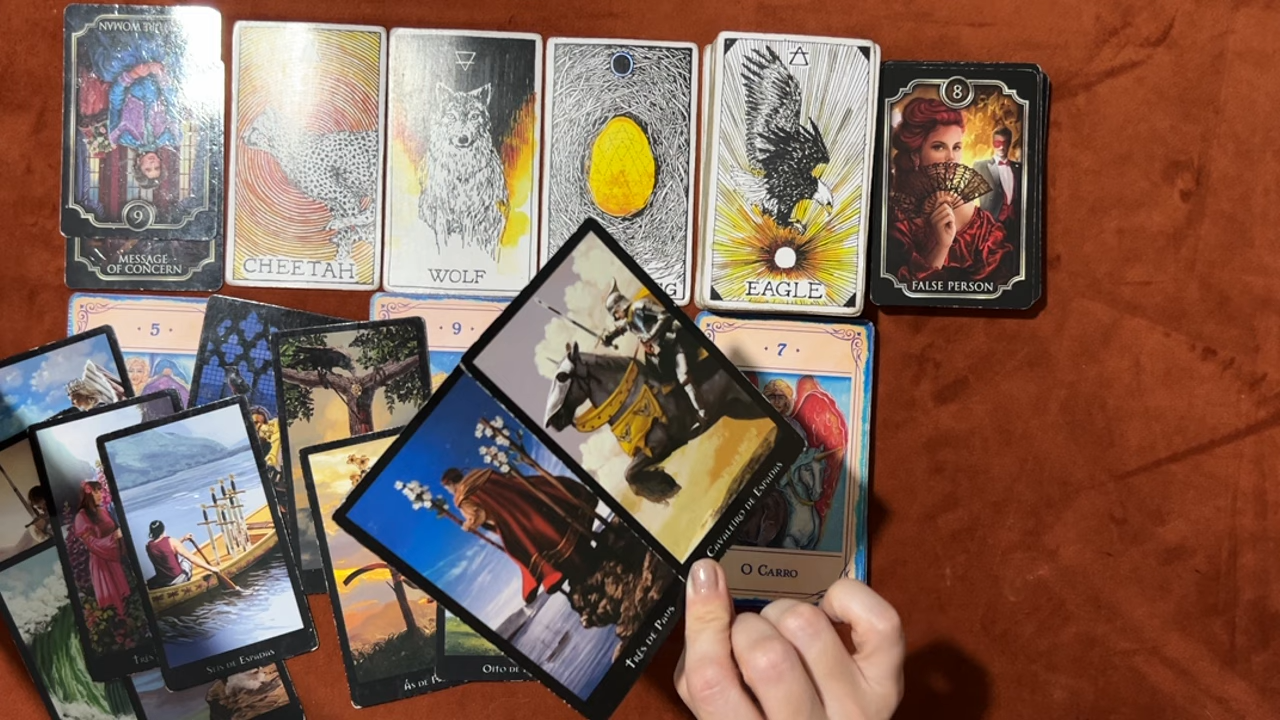 9
MESSAGE
OF CONCERN
CHEETAH
WOLF
EAGLE
8
FALSE PERSON
· 5 ·
· 9 ·
· 7 ·
O CARRO
CAVALEIRO DE ESPADAS
TRÊS DE PAUS
SEIS DE ESPADAS
TRÊS
ÁS DE
OITO DE